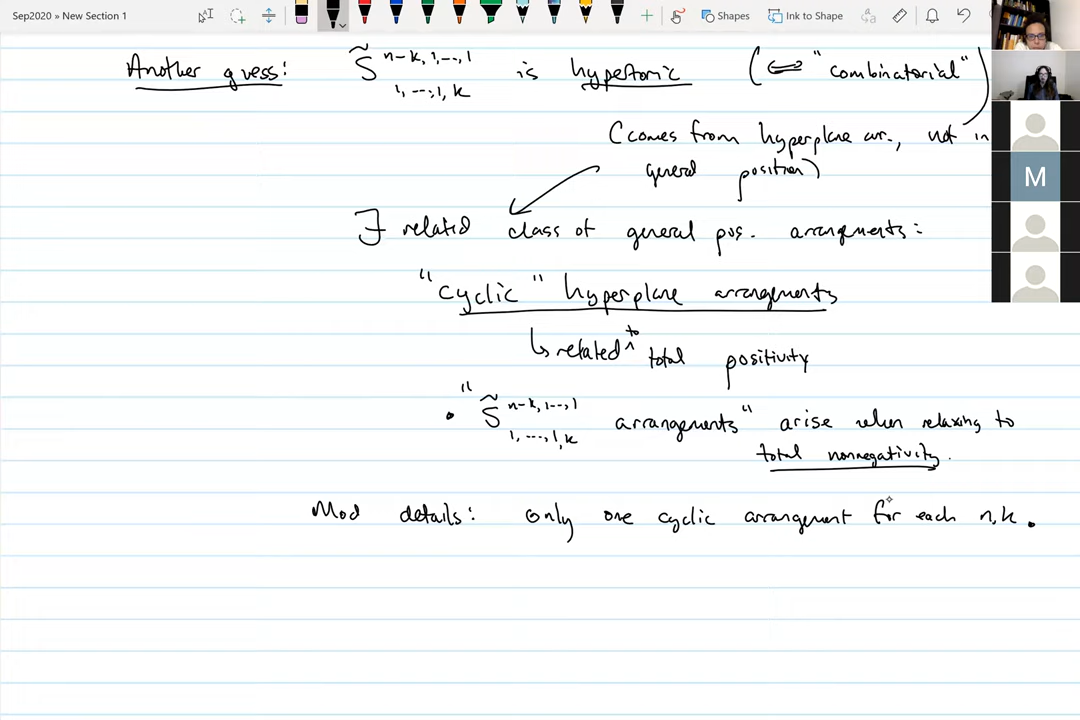 Sep2020 » New Section 1
Shapes
Ink to Shape
Another guess: S̃^{n-k,1,...,1}_{1,...,1,k} is hypertoric (⟸ "combinatorial")
(comes from hyperplane arr., not in
general position)
∃ related class of general pos. arrangments:
"cyclic" hyperplane arrangements
↳ related ^to total positivity
• "S̃^{n-k,1...,1}_{1,...,1,k} arrangements" arise when relaxing to
total nonnegativity.
Mod details: only one cyclic arrangement for each n,k.
M